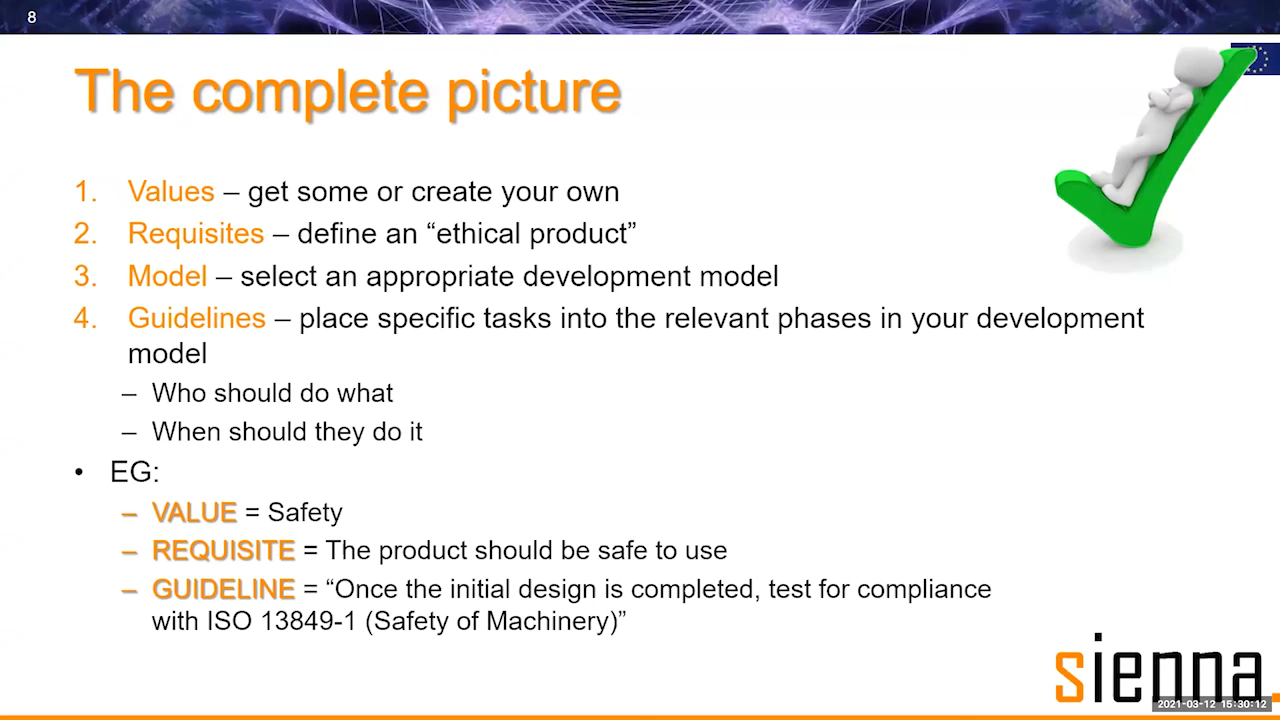 8
The complete picture
1. Values – get some or create your own
2. Requisites – define an “ethical product”
3. Model – select an appropriate development model
4. Guidelines – place specific tasks into the relevant phases in your development
model
– Who should do what
– When should they do it
• EG:
– VALUE = Safety
– REQUISITE = The product should be safe to use
– GUIDELINE = “Once the initial design is completed, test for compliance
with ISO 13849-1 (Safety of Machinery)”
sienna.
2021-03-12 15:30:12